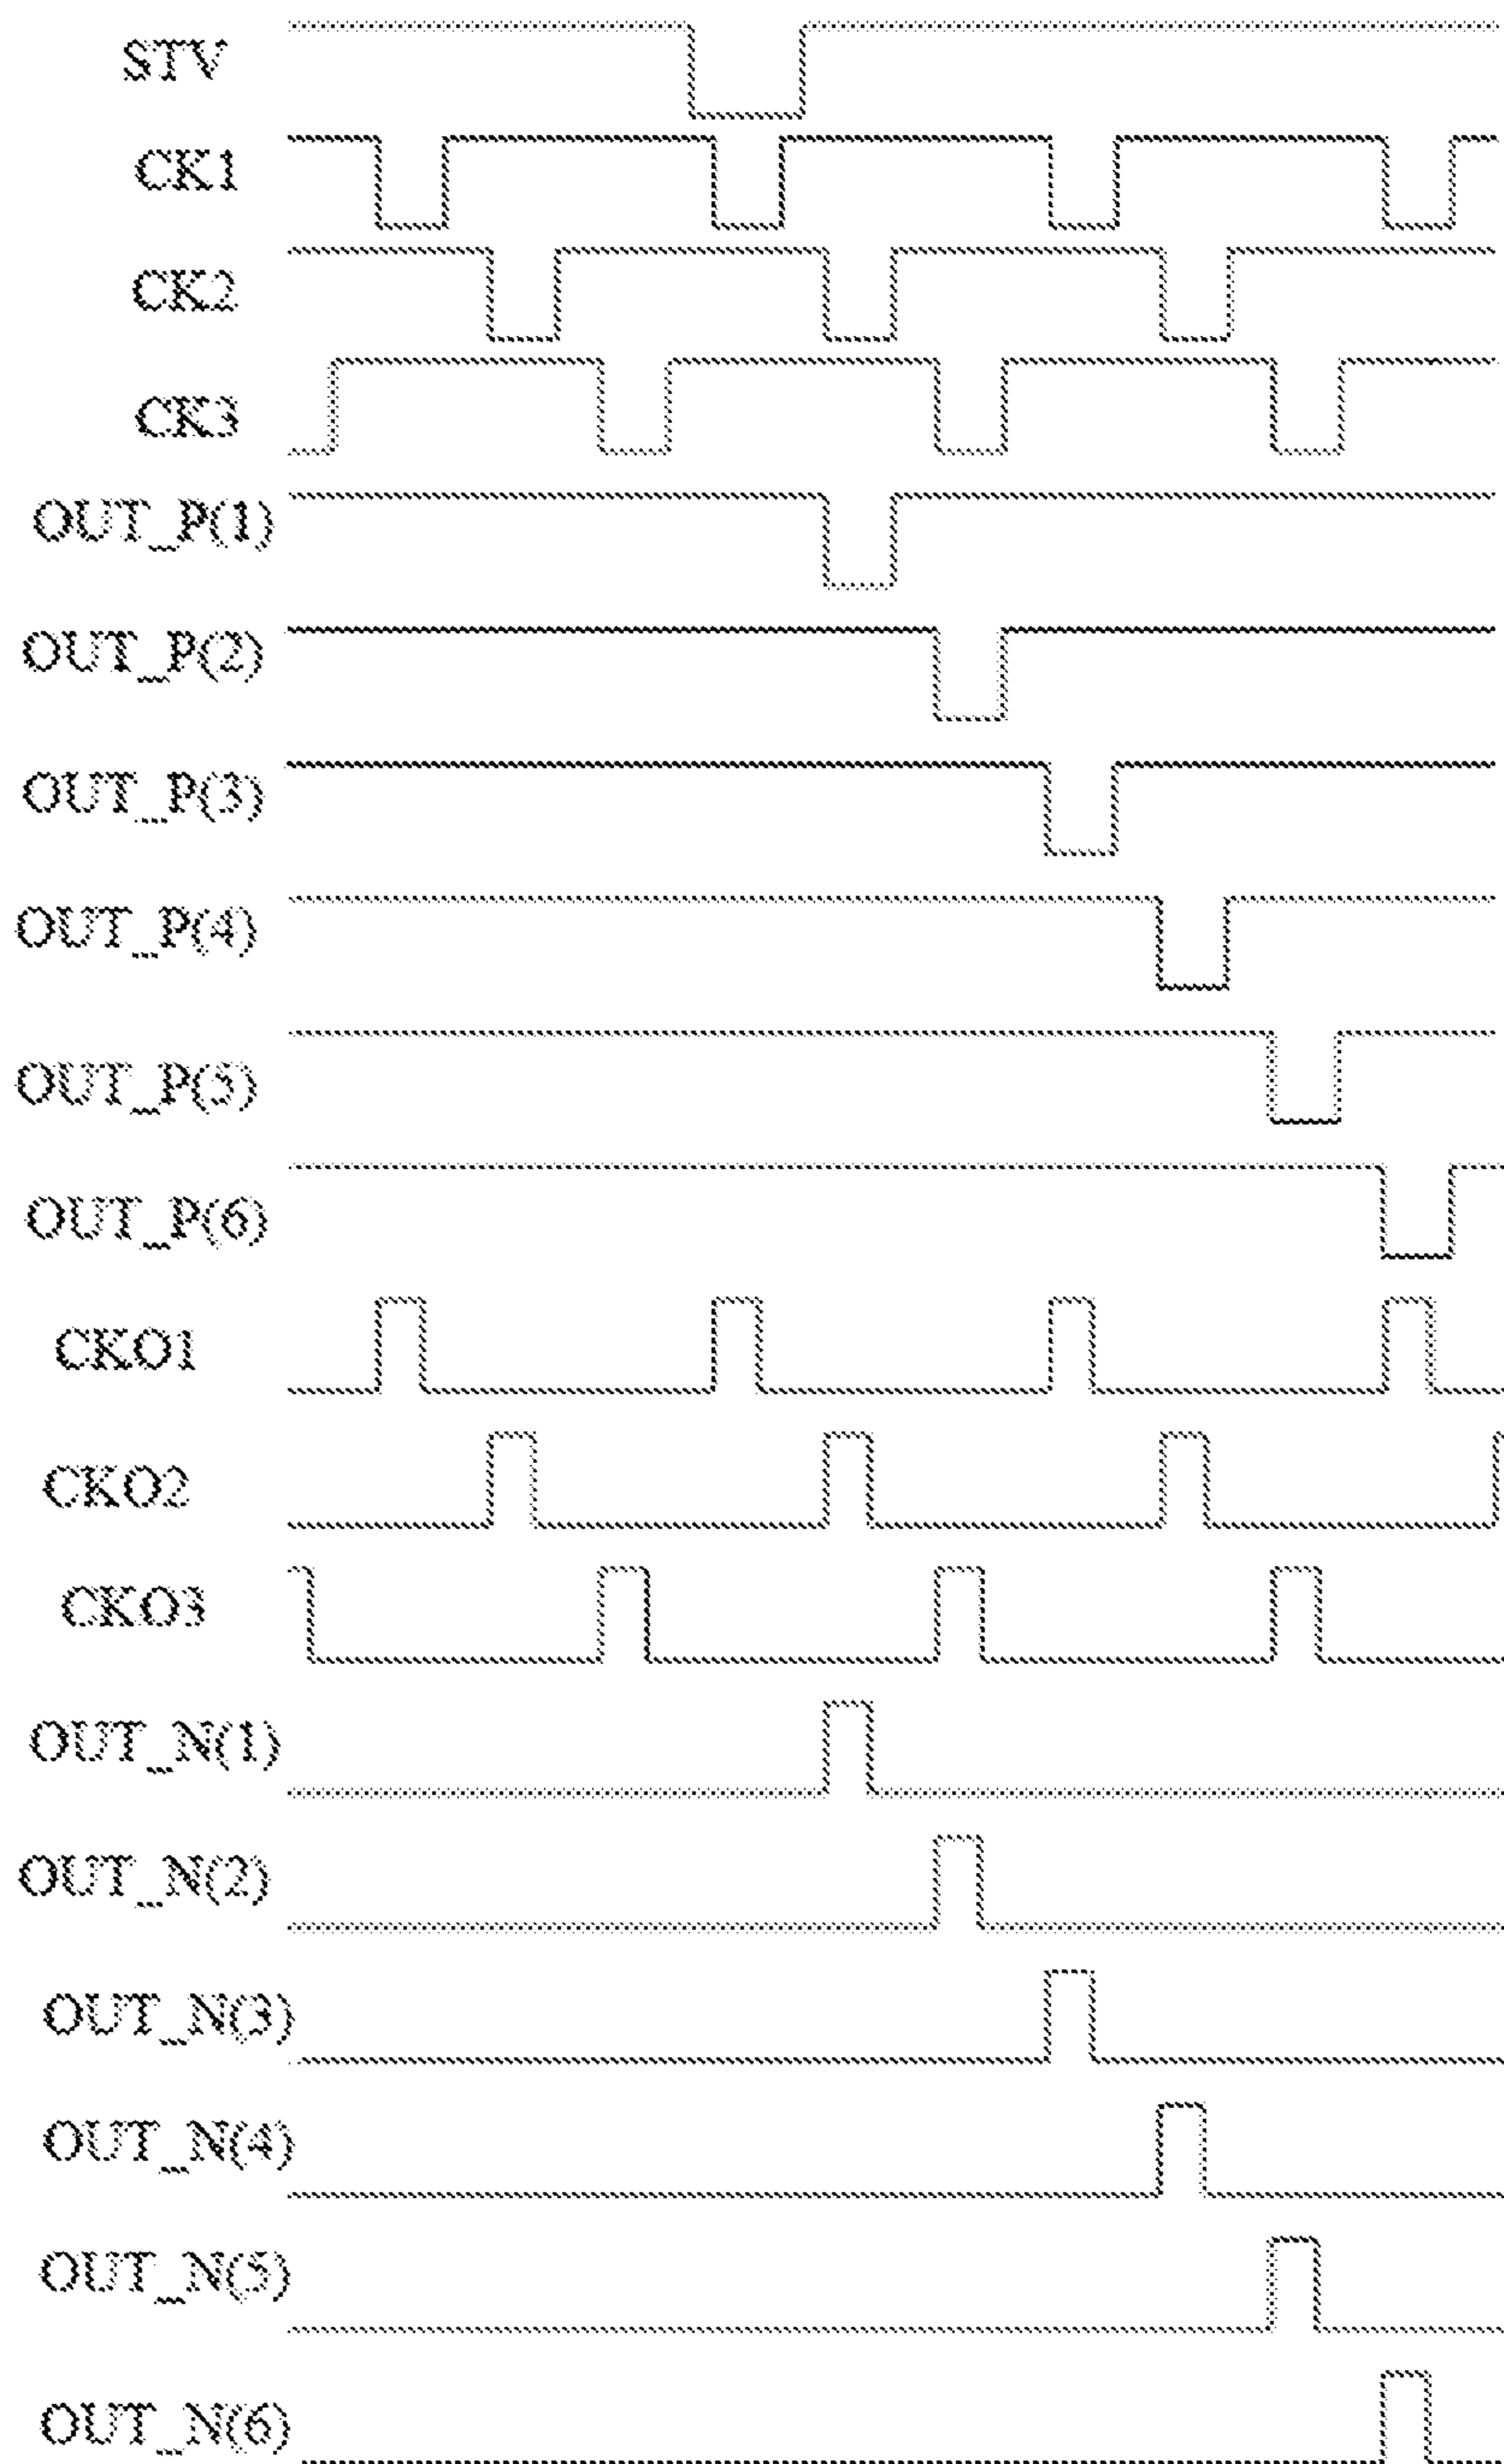 STV
CK1
CK2
CK3
OUT_P(1)
OUT_P(2)
OUT_P(3)
OUT_P(4)
OUT_P(5)
OUT_P(6)
CKO1
CKO2
CKO3
OUT_N(1)
OUT_N(2)
OUT_N(3)
OUT_N(4)
OUT_N(5)
OUT_N(6)